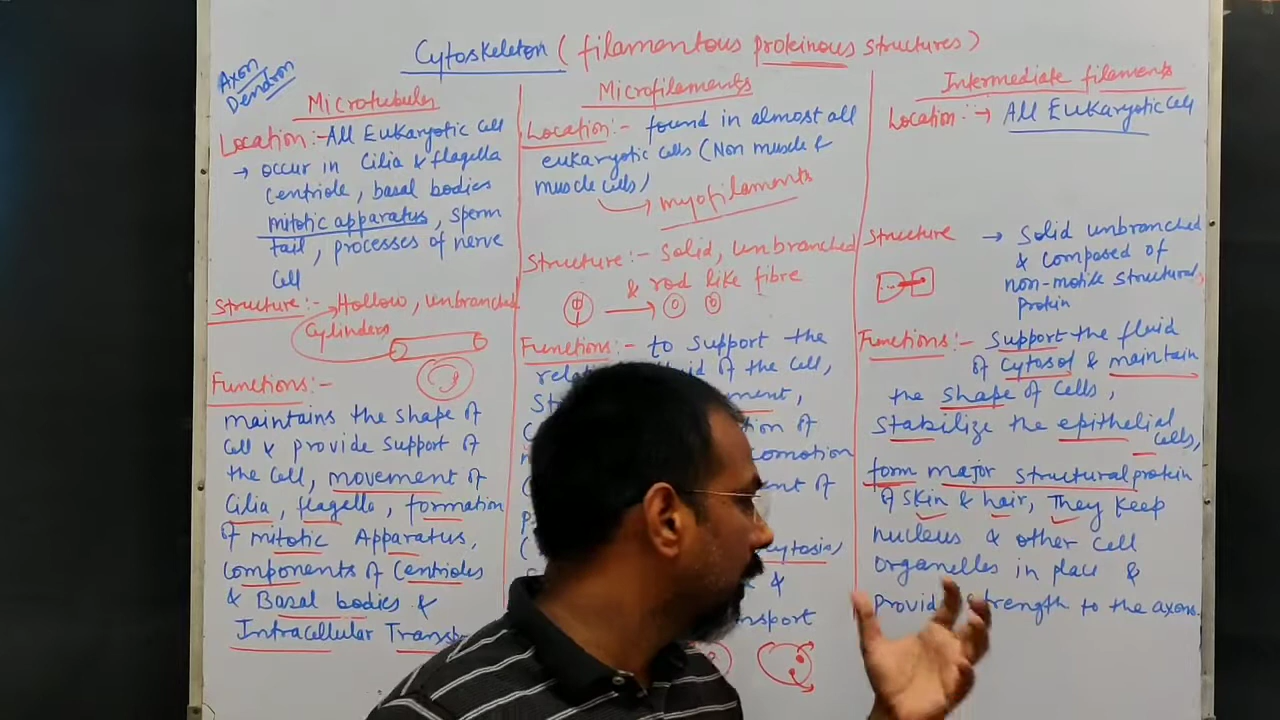 Cytoskeleton (filamentous proteinous structures)
Axon
Dendron
Microtubules
Location:- All Eukaryotic Cell
→ occur in Cilia & flagella
Centriole, basal bodies
mitotic apparatus, sperm
tail, processes of nerve
Cell
Structure:- Hollow, unbranched
Cylinders
Functions:-
maintains the shape of
Cell & provide support of
the Cell, movement of
Cilia, flagella, formation
of mitotic Apparatus,
Components of Centrioles
& Basal bodies &
Intracellular
Microfilaments
Location:- found in almost all
eukaryotic cells (Non muscle &
muscle cells)
→ myofilaments
Structure:- Solid, unbranched
& rod like fibre
Functions:- to support the
of the Cell,
of
of
&
Intermediate filaments
Location:- → All Eukaryotic Cell
Structure → Solid unbranched
& composed of
non-motile structural
protein
Functions:- Support the fluid
of cytosol & maintain
the shape of cells,
Stabilize the epithelial
cells,
form major structural protein
of skin & hair, They keep
nucleus & other cell
organelles in place &
to the axons.